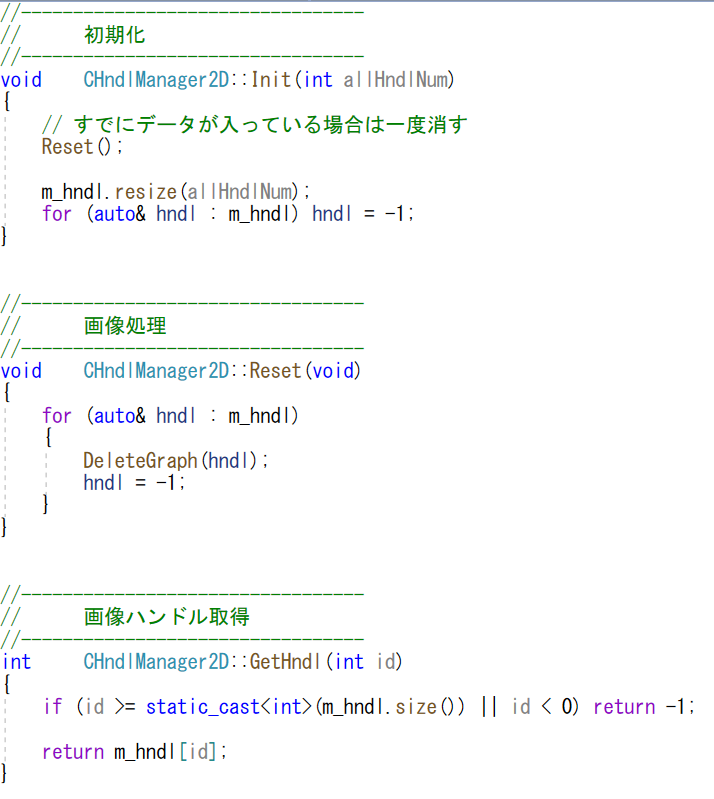 //---------------------------------
//      初期化
//---------------------------------
void    CHndlManager2D::Init(int allHndlNum)
{
    // すでにデータが入っている場合は一度消す
    Reset();

    m_hndl.resize(allHndlNum);
    for (auto& hndl : m_hndl) hndl = -1;
}


//---------------------------------
//      画像処理
//---------------------------------
void    CHndlManager2D::Reset(void)
{
    for (auto& hndl : m_hndl)
    {
        DeleteGraph(hndl);
        hndl = -1;
    }
}


//---------------------------------
//      画像ハンドル取得
//---------------------------------
int     CHndlManager2D::GetHndl(int id)
{
    if (id >= static_cast<int>(m_hndl.size()) || id < 0) return -1;

    return m_hndl[id];
}